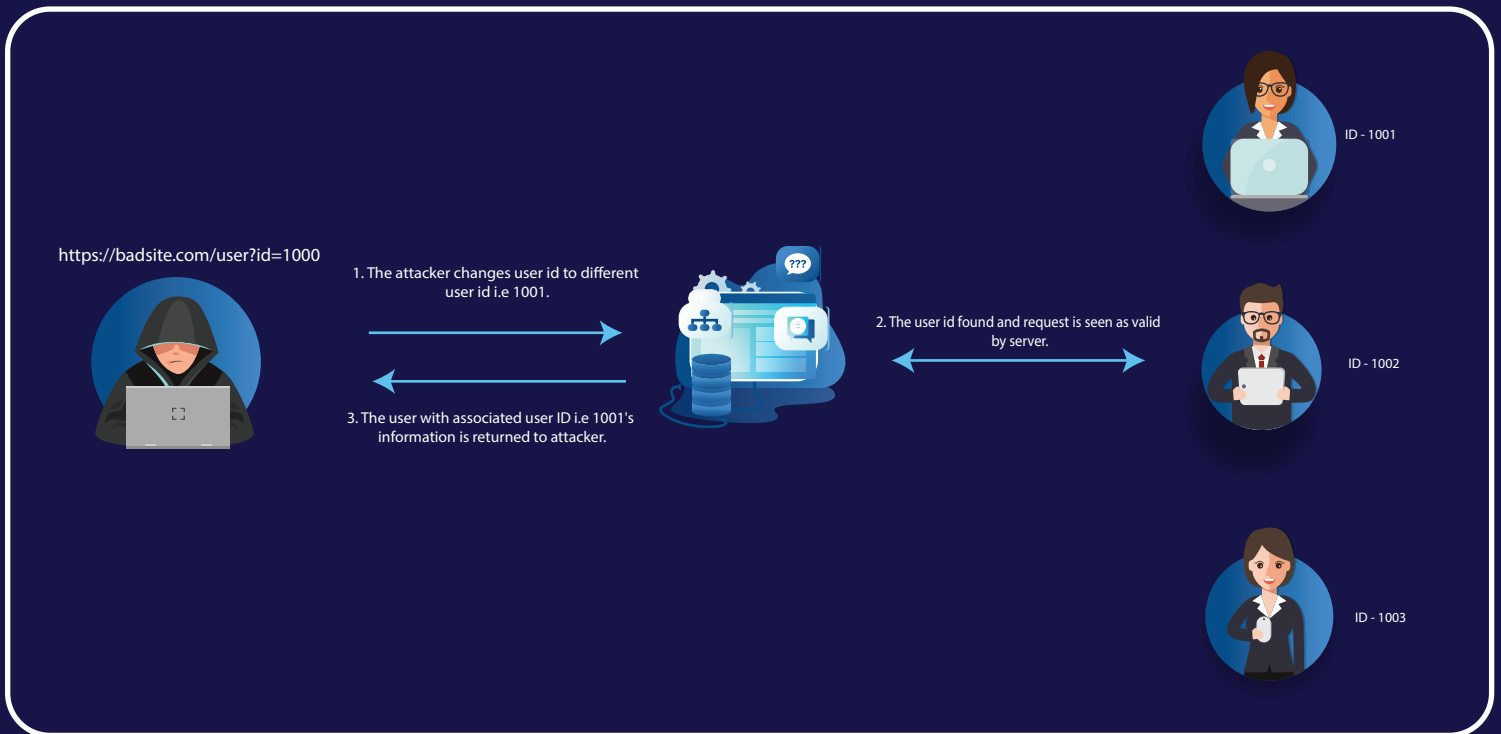 https://badsite.com/user?id=1000
1. The attacker changes user id to different
user id i.e 1001.
3. The user with associated user ID i.e 1001's
information is returned to attacker.
???
2. The user id found and request is seen as valid
by server.
ID - 1001
ID - 1002
ID - 1003